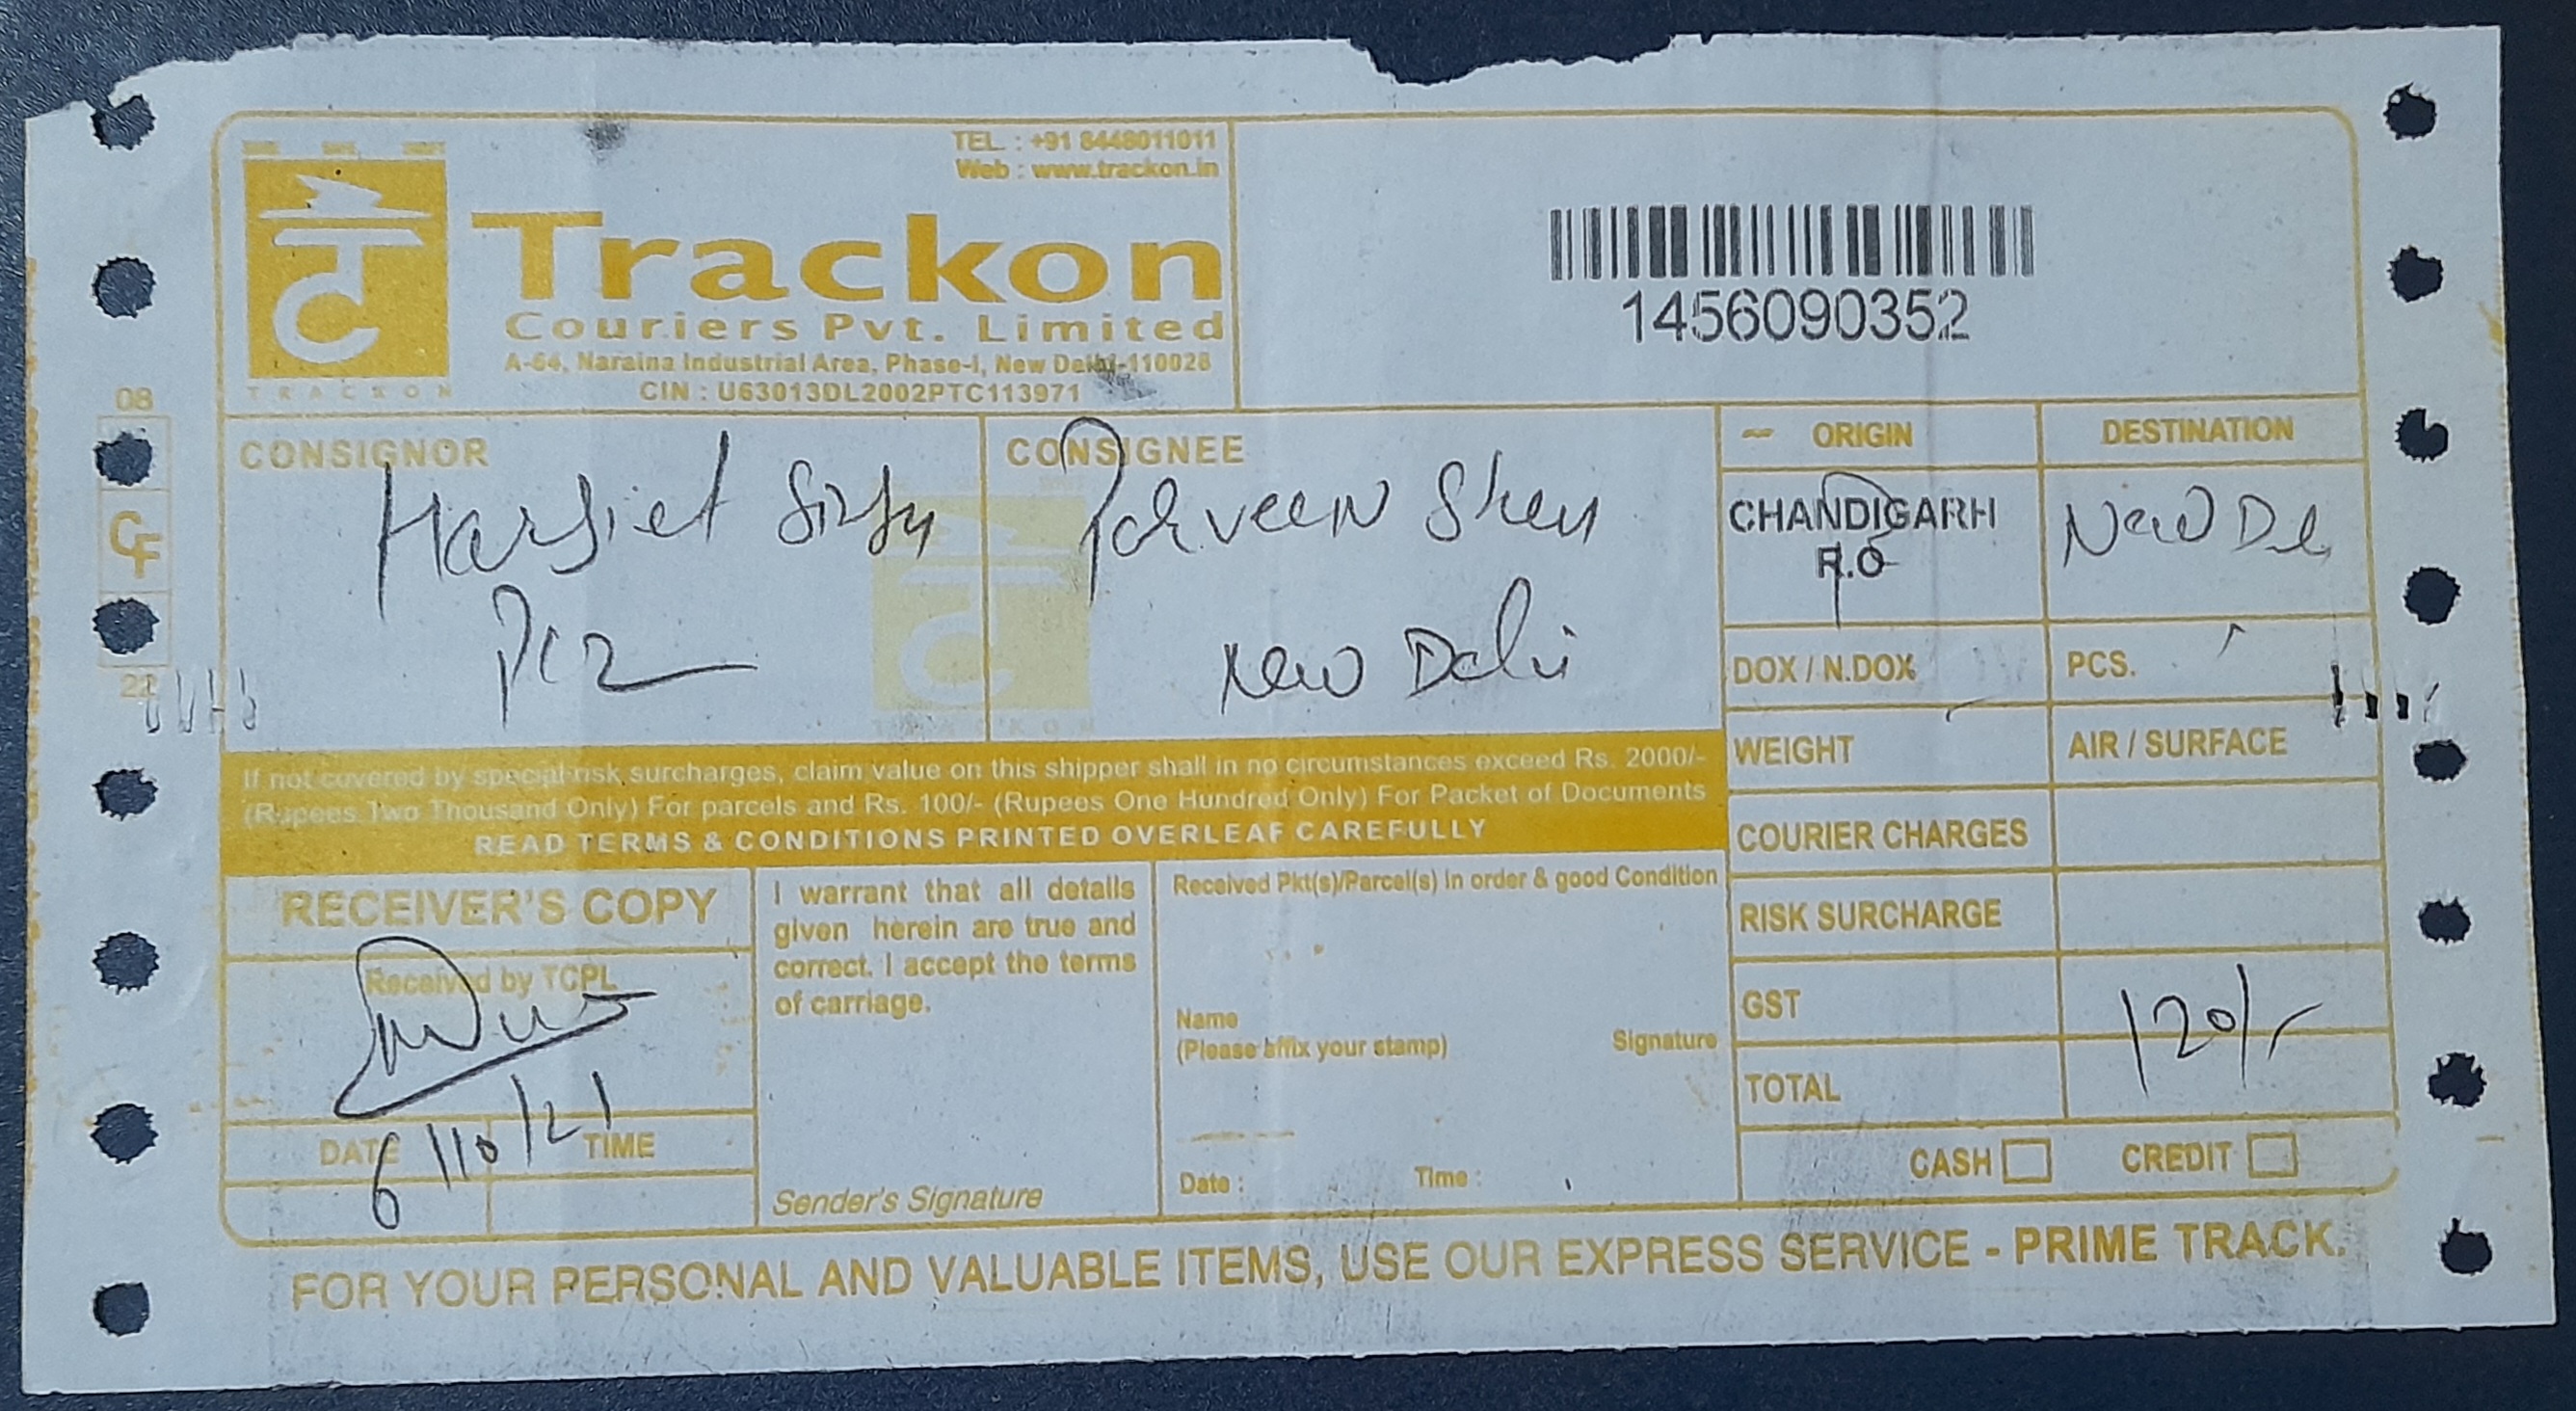 TEL : +91 8448011011
Web : www.trackon.in
Trackon
Couriers Pvt. Limited
A-64, Naraina Industrial Area, Phase-I, New Delhi-110028
CIN : U63013DL2002PTC113971
TRACKON
1456090352
08
CF
22
CONSIGNOR
Harjiet
PLR
CONSIGNEE
Parveen
New Delhi
ORIGIN
CHANDIGARH
R.O
DESTINATION
New Del
DOX / N.DOX
PCS.
WEIGHT
AIR / SURFACE
COURIER CHARGES
RISK SURCHARGE
GST
TOTAL
120/-
CASH
CREDIT
TRACKON
If not covered by special risk surcharges, claim value on this shipper shall in no circumstances exceed Rs. 2000/-
(Rupees Two Thousand Only) For parcels and Rs. 100/- (Rupees One Hundred Only) For Packet of Documents
READ TERMS & CONDITIONS PRINTED OVERLEAF CAREFULLY
RECEIVER'S COPY
Received by TCPL
DATE
TIME
6/10/21
I warrant that all details
given herein are true and
correct. I accept the terms
of carriage.
Sender's Signature
Received Pkt(s)/Parcel(s) in order & good Condition
Name
(Please affix your stamp)
Signature
Date :
Time :
FOR YOUR PERSONAL AND VALUABLE ITEMS, USE OUR EXPRESS SERVICE - PRIME TRACK.